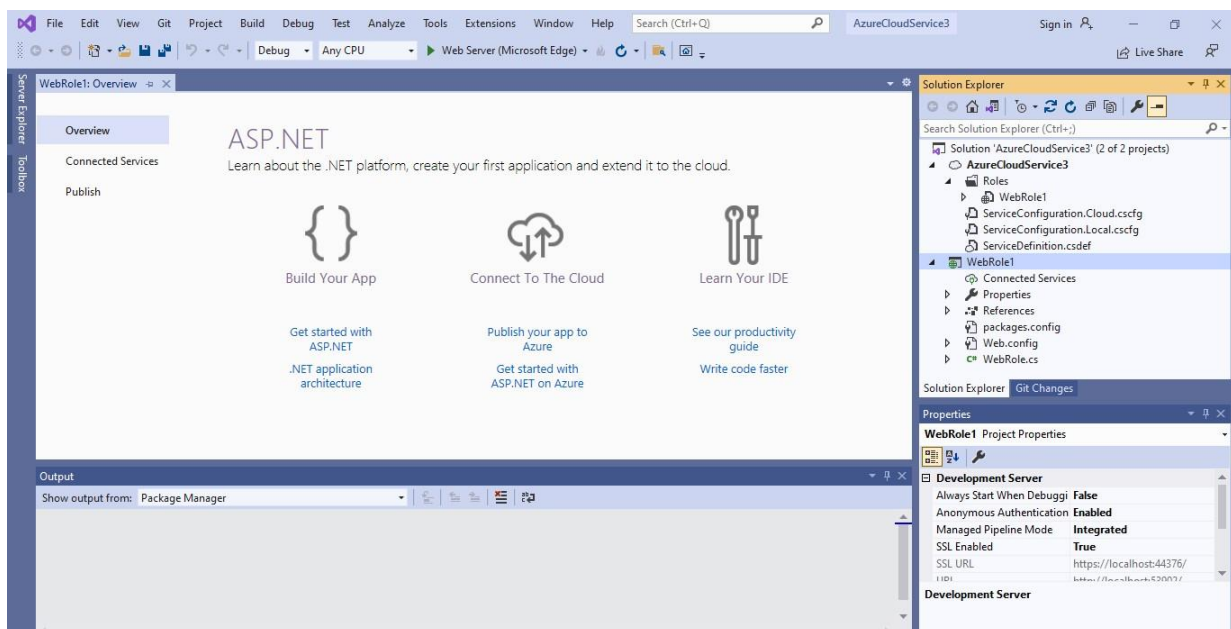 File Edit View Git Project Build Debug Test Analyze Tools Extensions Window Help Search (Ctrl+Q) AzureCloudService3 Sign in
Debug Any CPU Web Server (Microsoft Edge) Live Share
Server Explorer
Toolbox
WebRole1: Overview
Overview
Connected Services
Publish
ASP.NET
Learn about the .NET platform, create your first application and extend it to the cloud.
Build Your App
Get started with
ASP.NET
.NET application
architecture
Connect To The Cloud
Publish your app to
Azure
Get started with
ASP.NET on Azure
Learn Your IDE
See our productivity
guide
Write code faster
Output
Show output from: Package Manager
Solution Explorer
Search Solution Explorer (Ctrl+;)
Solution 'AzureCloudService3' (2 of 2 projects)
AzureCloudService3
Roles
WebRole1
ServiceConfiguration.Cloud.cscfg
ServiceConfiguration.Local.cscfg
ServiceDefinition.csdef
WebRole1
Connected Services
Properties
References
packages.config
Web.config
C# WebRole.cs
Solution Explorer Git Changes
Properties
WebRole1 Project Properties
Development Server
Always Start When Debuggi False
Anonymous Authentication Enabled
Managed Pipeline Mode Integrated
SSL Enabled True
SSL URL https://localhost:44376/
Development Server